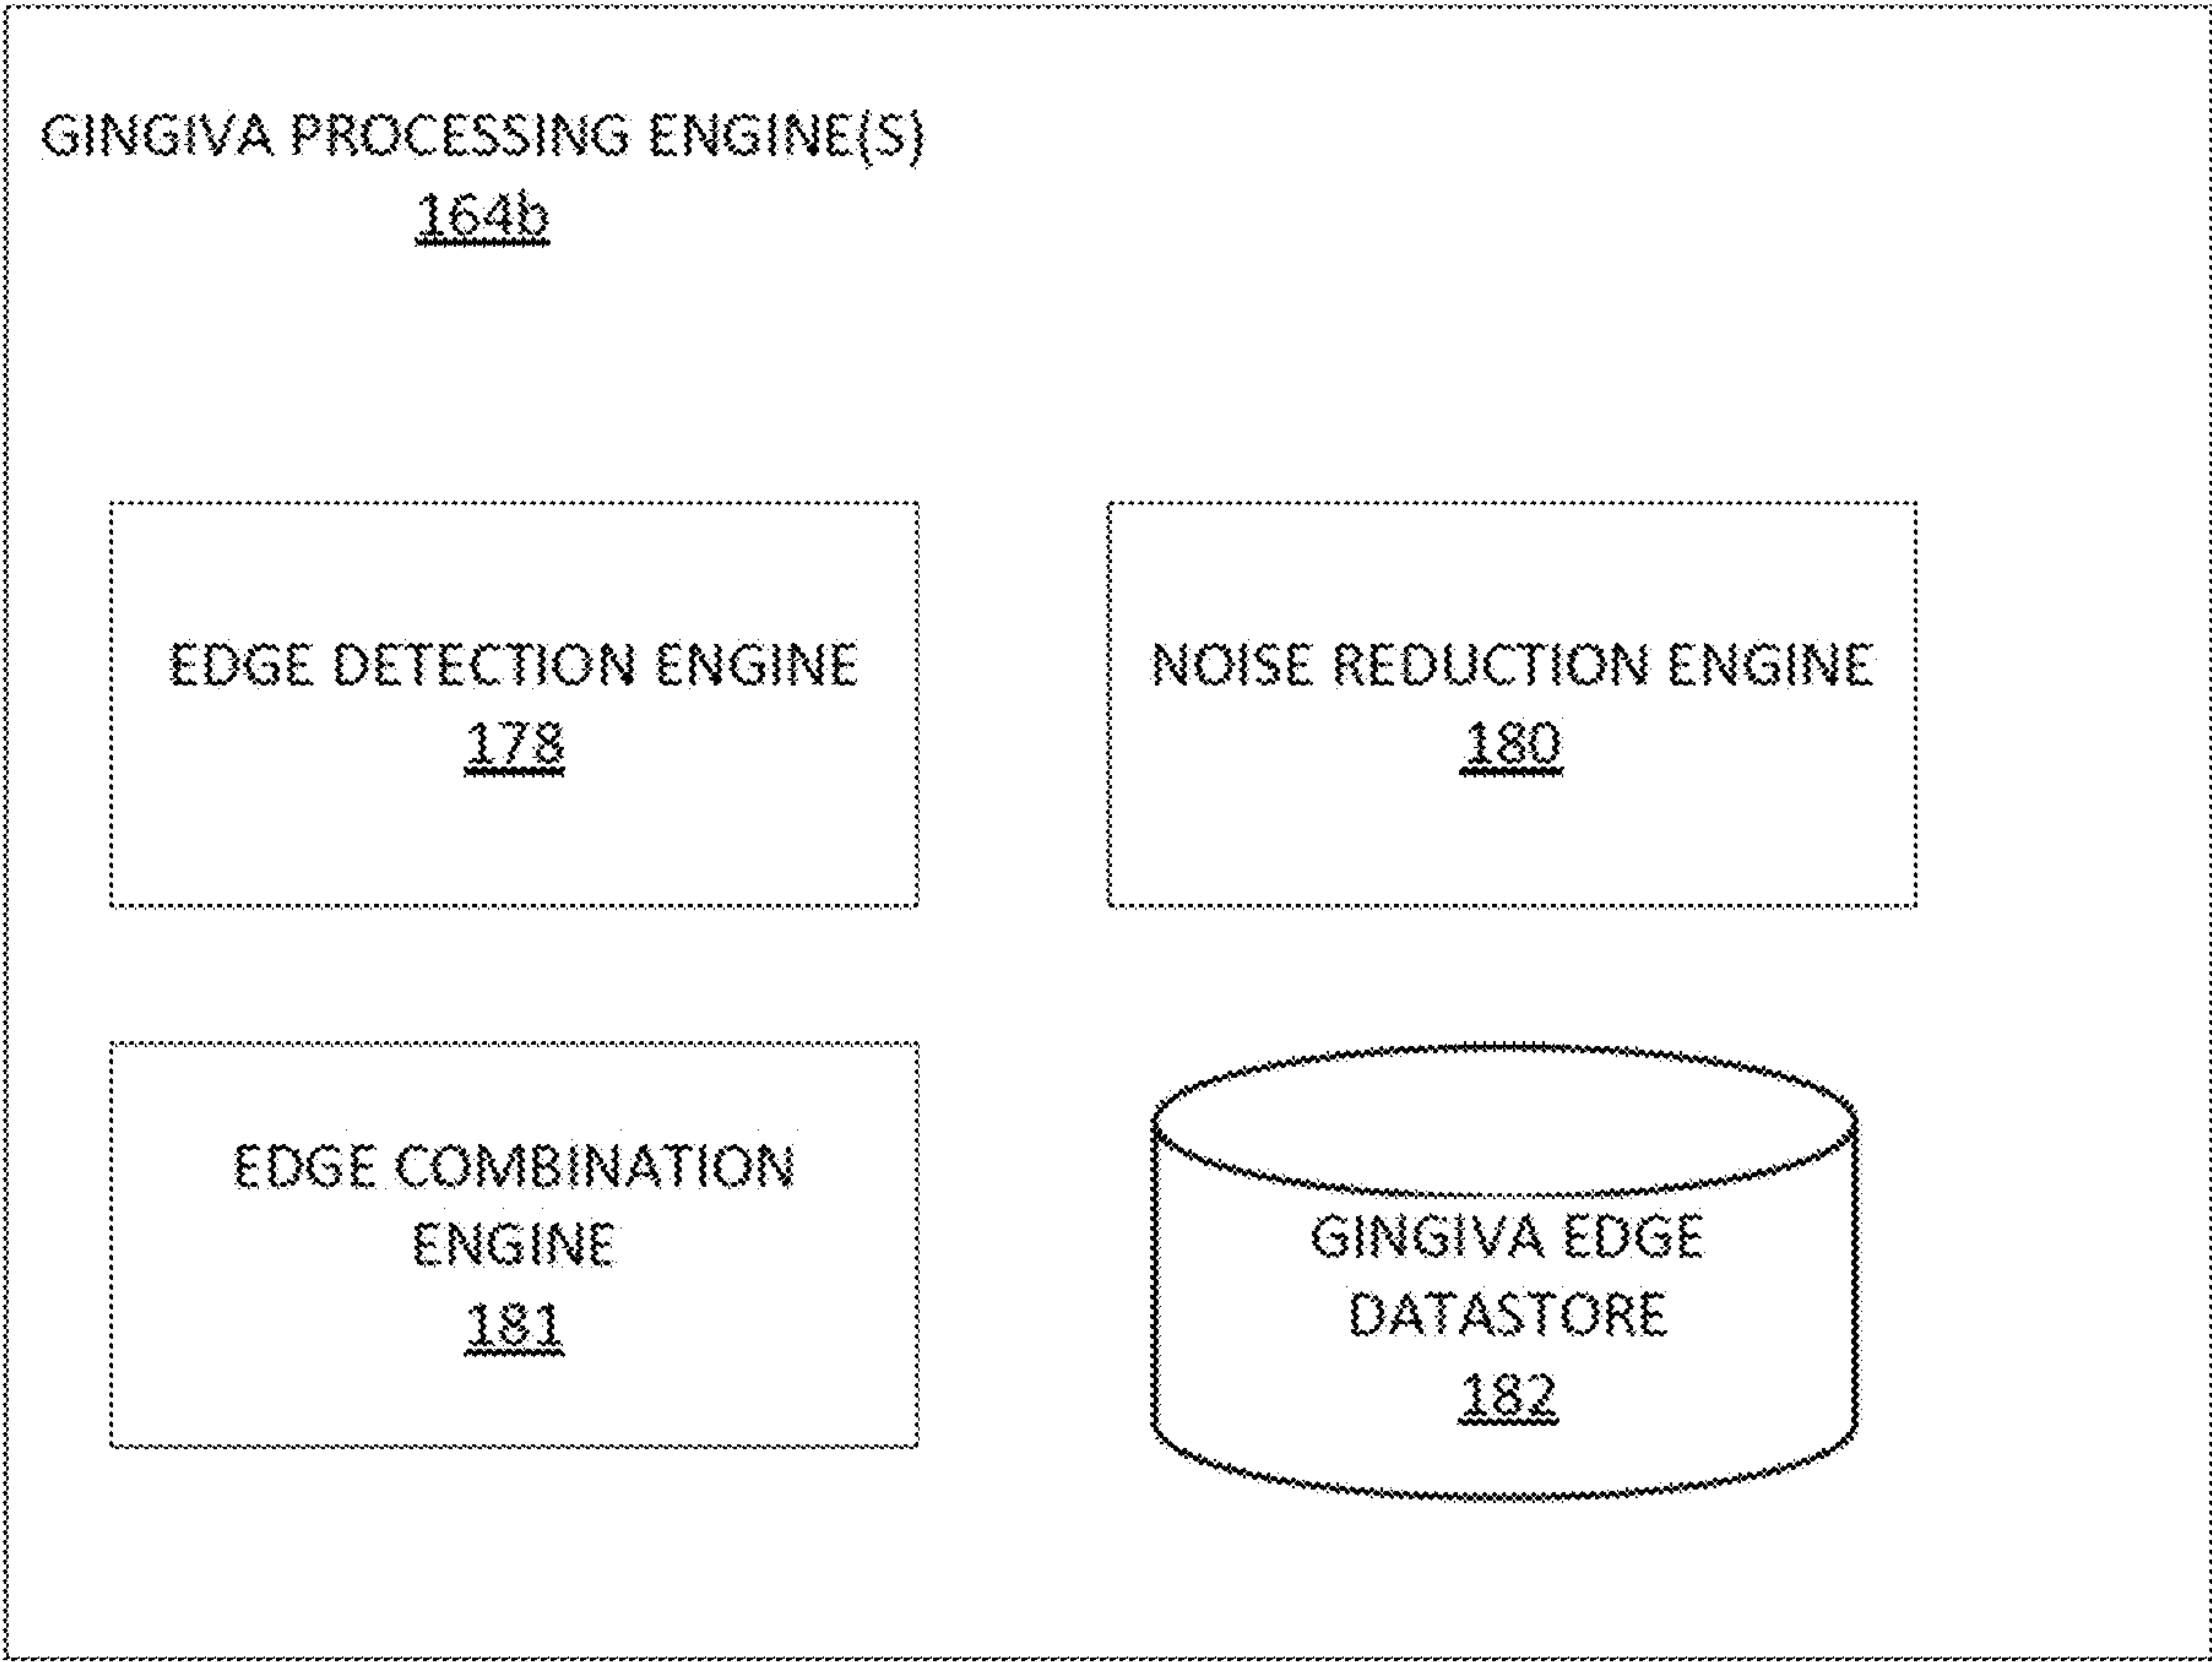 GINGIVA PROCESSING ENGINE(S)
164b
EDGE DETECTION ENGINE
178
NOISE REDUCTION ENGINE
180
EDGE COMBINATION
ENGINE
181
GINGIVA EDGE
DATASTORE
182